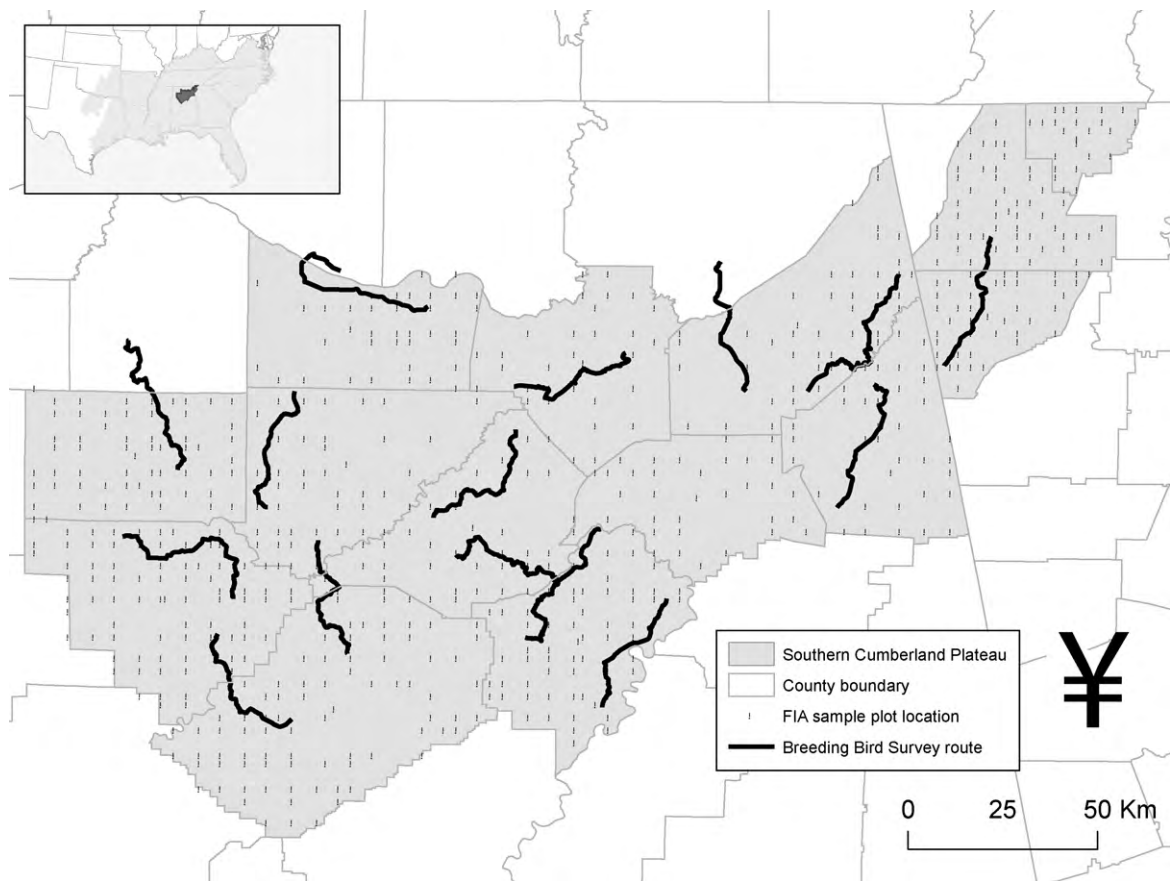 Southern Cumberland Plateau
County boundary
FIA sample plot location
Breeding Bird Survey route
¥
0 25 50 Km